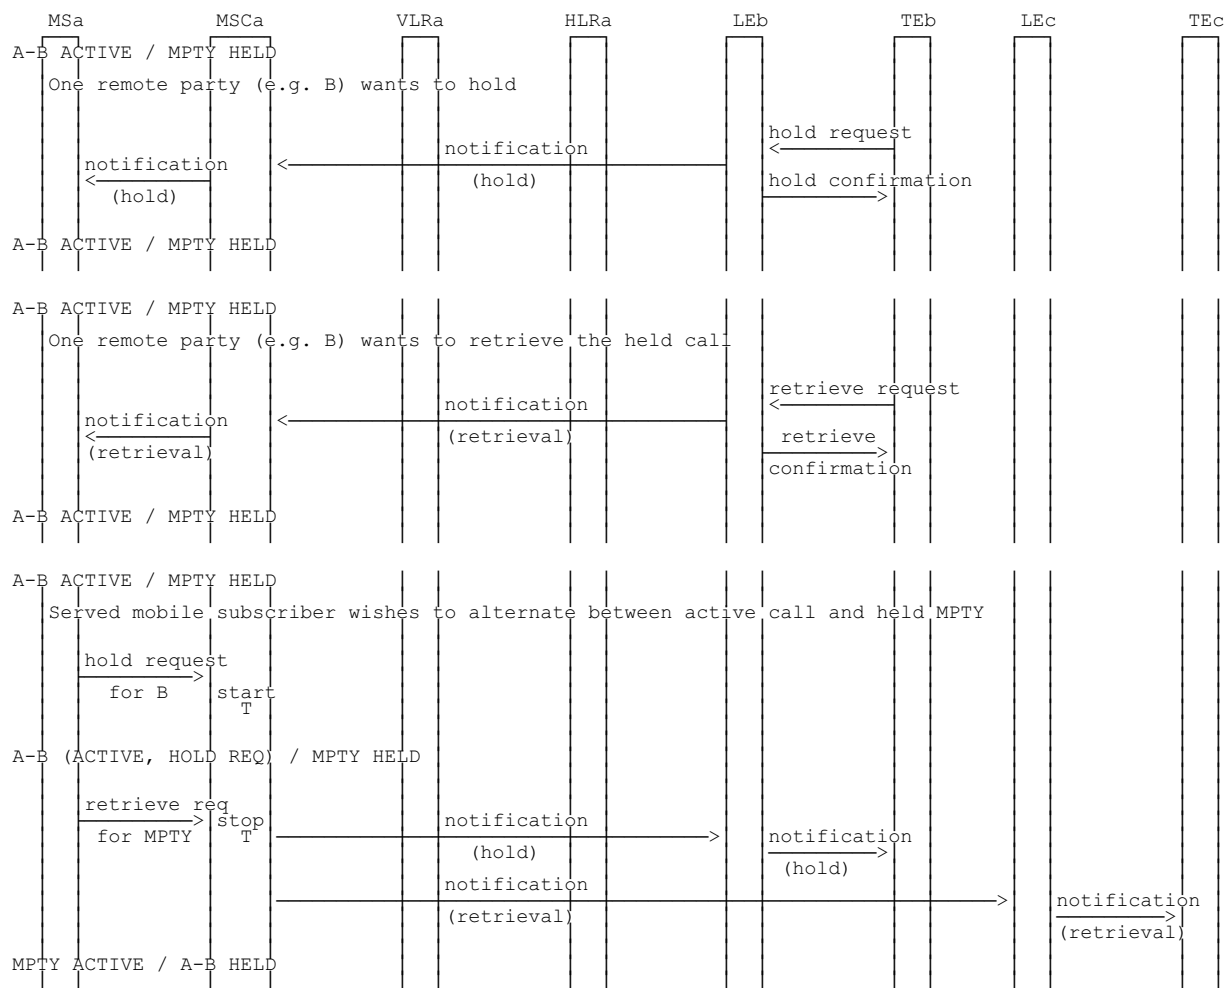 MSa MSCa VLRa HLRa LEb TEb LEc TEc
A-B ACTIVE / MPTY HELD
One remote party (e.g. B) wants to hold
hold request
notification
notification
(hold)
hold confirmation
(hold)
A-B ACTIVE / MPTY HELD
A-B ACTIVE / MPTY HELD
One remote party (e.g. B) wants to retrieve the held call
retrieve request
notification
notification
(retrieval)
retrieve
(retrieval)
confirmation
A-B ACTIVE / MPTY HELD
A-B ACTIVE / MPTY HELD
Served mobile subscriber wishes to alternate between active call and held MPTY
hold request
for B start
T
A-B (ACTIVE, HOLD REQ) / MPTY HELD
retrieve req
stop notification
for MPTY T notification
(hold)
(hold)
notification
notification
(retrieval)
(retrieval)
MPTY ACTIVE / A-B HELD